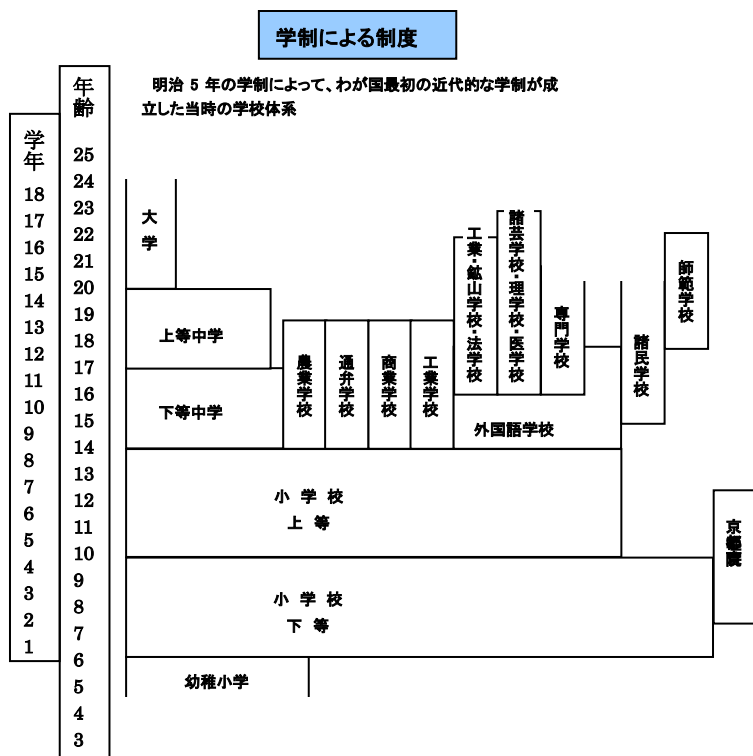 学制による制度
明治 5 年の学制によって、わが国最初の近代的な学制が成
立した当時の学校体系
年齢
25
24
23
22
21
20
19
18
17
16
15
14
13
12
11
10
9
8
7
6
5
4
3
学年
18
17
16
15
14
13
12
11
10
9
8
7
6
5
4
3
2
1
大学
上等中学
下等中学
農業学校
通弁学校
商業学校
工業学校
工業・鉱山学校・法学校
諸芸学校・理学校・医学校
専門学校
外国語学校
諸民学校
師範学校
小 学 校
上 等
小 学 校
下 等
幼稚小学